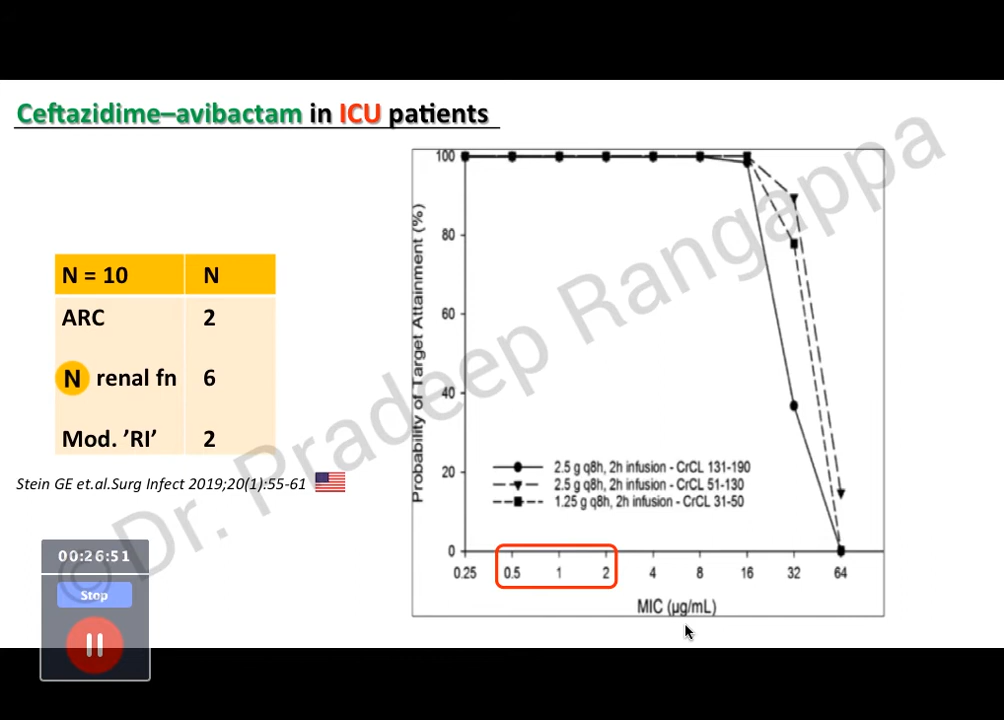 Ceftazidime–avibactam in ICU patients
N = 10 N
ARC 2
N renal fn 6
Mod. ’RI’ 2
Stein GE et.al.Surg Infect 2019;20(1):55-61
00:26:51
Stop
© Dr. Pradeep Rangappa
Probability of Target Attainment (%)
100
80
60
40
20
0
2.5 g q8h, 2h infusion - CrCL 131-190
2.5 g q8h, 2h infusion - CrCL 51-130
1.25 g q8h, 2h infusion - CrCL 31-50
0.25 0.5 1 2 4 8 16 32 64
MIC (µg/mL)